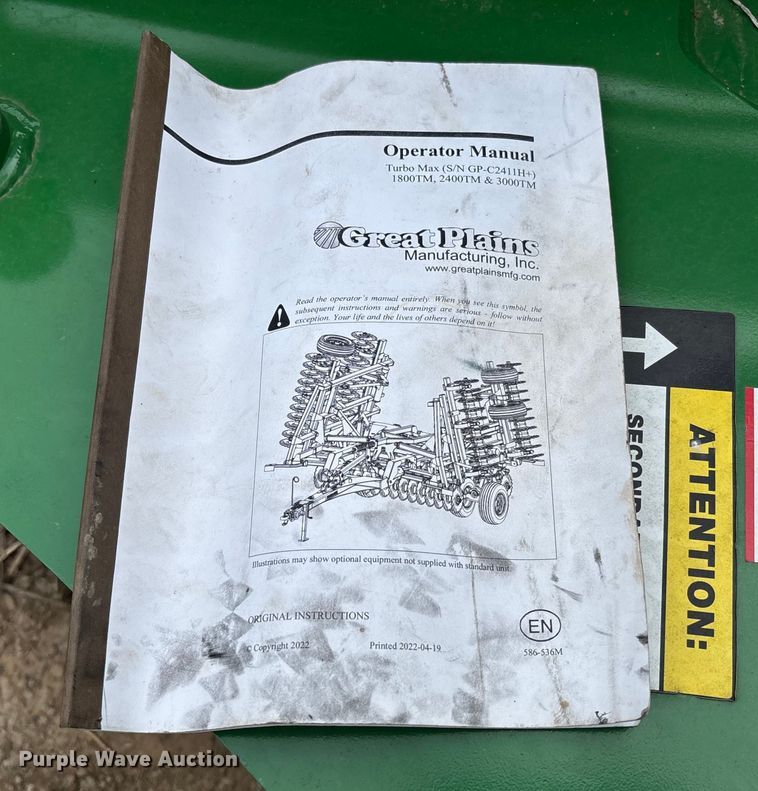 Operator Manual
Turbo Max (S/N GP-C2411H+)
1800TM, 2400TM & 3000TM
Great Plains
Manufacturing, Inc.
www.greatplainsmfg.com
Read the operator's manual entirely. When you see this symbol, the
subsequent instructions and warnings are serious - follow without
exception. Your life and the lives of others depend on it!
Illustrations may show optional equipment not supplied with standard unit.
ORIGINAL INSTRUCTIONS
EN
© Copyright 2022
Printed 2022-04-19
586-536M
ATTENTION:
Purple Wave Auction